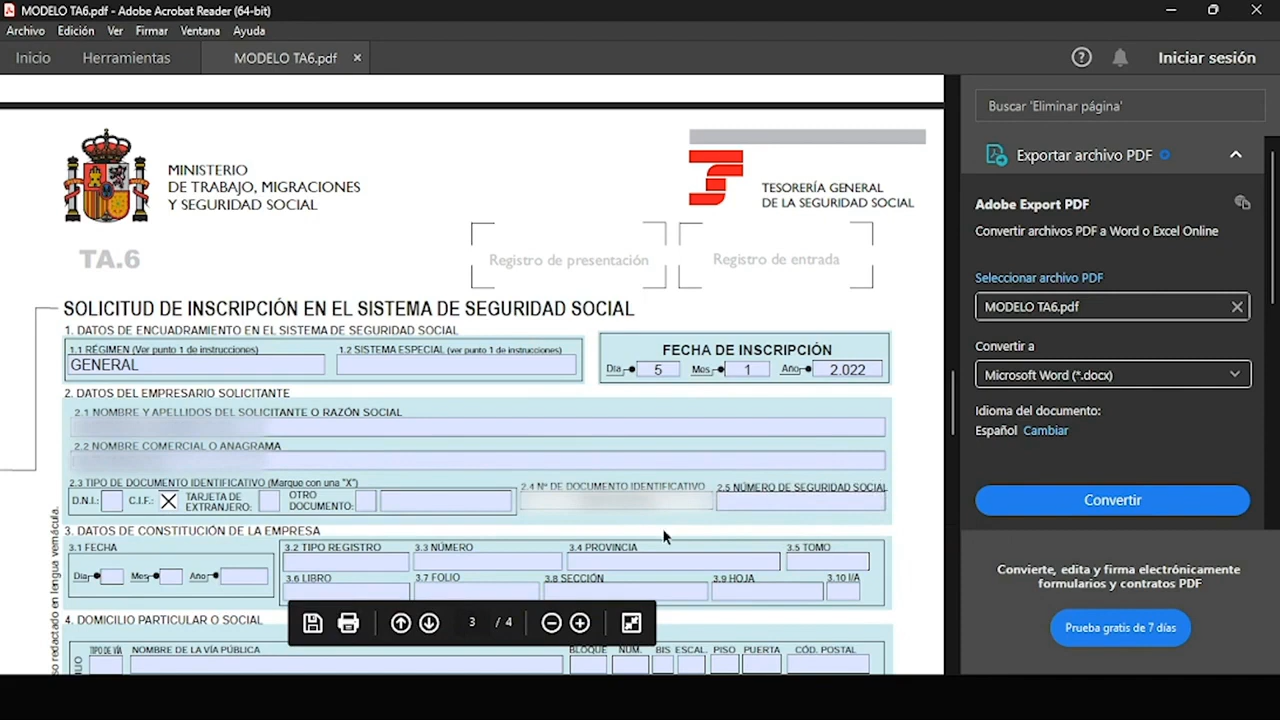 MODELO TA6.pdf - Adobe Acrobat Reader (64-bit)
Archivo Edición Ver Firmar Ventana Ayuda
Inicio Herramientas MODELO TA6.pdf × Iniciar sesión
MINISTERIO
DE TRABAJO, MIGRACIONES
Y SEGURIDAD SOCIAL
TESORERÍA GENERAL
DE LA SEGURIDAD SOCIAL
TA.6
Registro de presentación
Registro de entrada
SOLICITUD DE INSCRIPCIÓN EN EL SISTEMA DE SEGURIDAD SOCIAL
1. DATOS DE ENCUADRAMIENTO EN EL SISTEMA DE SEGURIDAD SOCIAL
1.1 RÉGIMEN (Ver punto 1 de instrucciones) 1.2 SISTEMA ESPECIAL (ver punto 1 de instrucciones)
GENERAL
FECHA DE INSCRIPCIÓN
Día 5 Mes 1 Año 2.022
2. DATOS DEL EMPRESARIO SOLICITANTE
2.1 NOMBRE Y APELLIDOS DEL SOLICITANTE O RAZÓN SOCIAL
2.2 NOMBRE COMERCIAL O ANAGRAMA
2.3 TIPO DE DOCUMENTO IDENTIFICATIVO (Marque con una "X") 2.4 Nº DE DOCUMENTO IDENTIFICATIVO 2.5 NÚMERO DE SEGURIDAD SOCIAL
D.N.I.: C.I.F.: X TARJETA DE EXTRANJERO: OTRO DOCUMENTO:
3. DATOS DE CONSTITUCIÓN DE LA EMPRESA
3.1 FECHA 3.2 TIPO REGISTRO 3.3 NÚMERO 3.4 PROVINCIA 3.5 TOMO
Día Mes Año 3.6 LIBRO 3.7 FOLIO 3.8 SECCIÓN 3.9 HOJA 3.10 I/A
4. DOMICILIO PARTICULAR O SOCIAL
TIPO DE VÍA NOMBRE DE LA VÍA PÚBLICA BLOQUE NÚM. BIS ESCAL. PISO PUERTA CÓD. POSTAL
so redactado en lengua vernácula.
3 / 4
Buscar 'Eliminar página'
Exportar archivo PDF
Adobe Export PDF
Convertir archivos PDF a Word o Excel Online
Seleccionar archivo PDF
MODELO TA6.pdf
Convertir a
Microsoft Word (*.docx)
Idioma del documento:
Español Cambiar
Convertir
Convierte, edita y firma electrónicamente
formularios y contratos PDF
Prueba gratis de 7 días